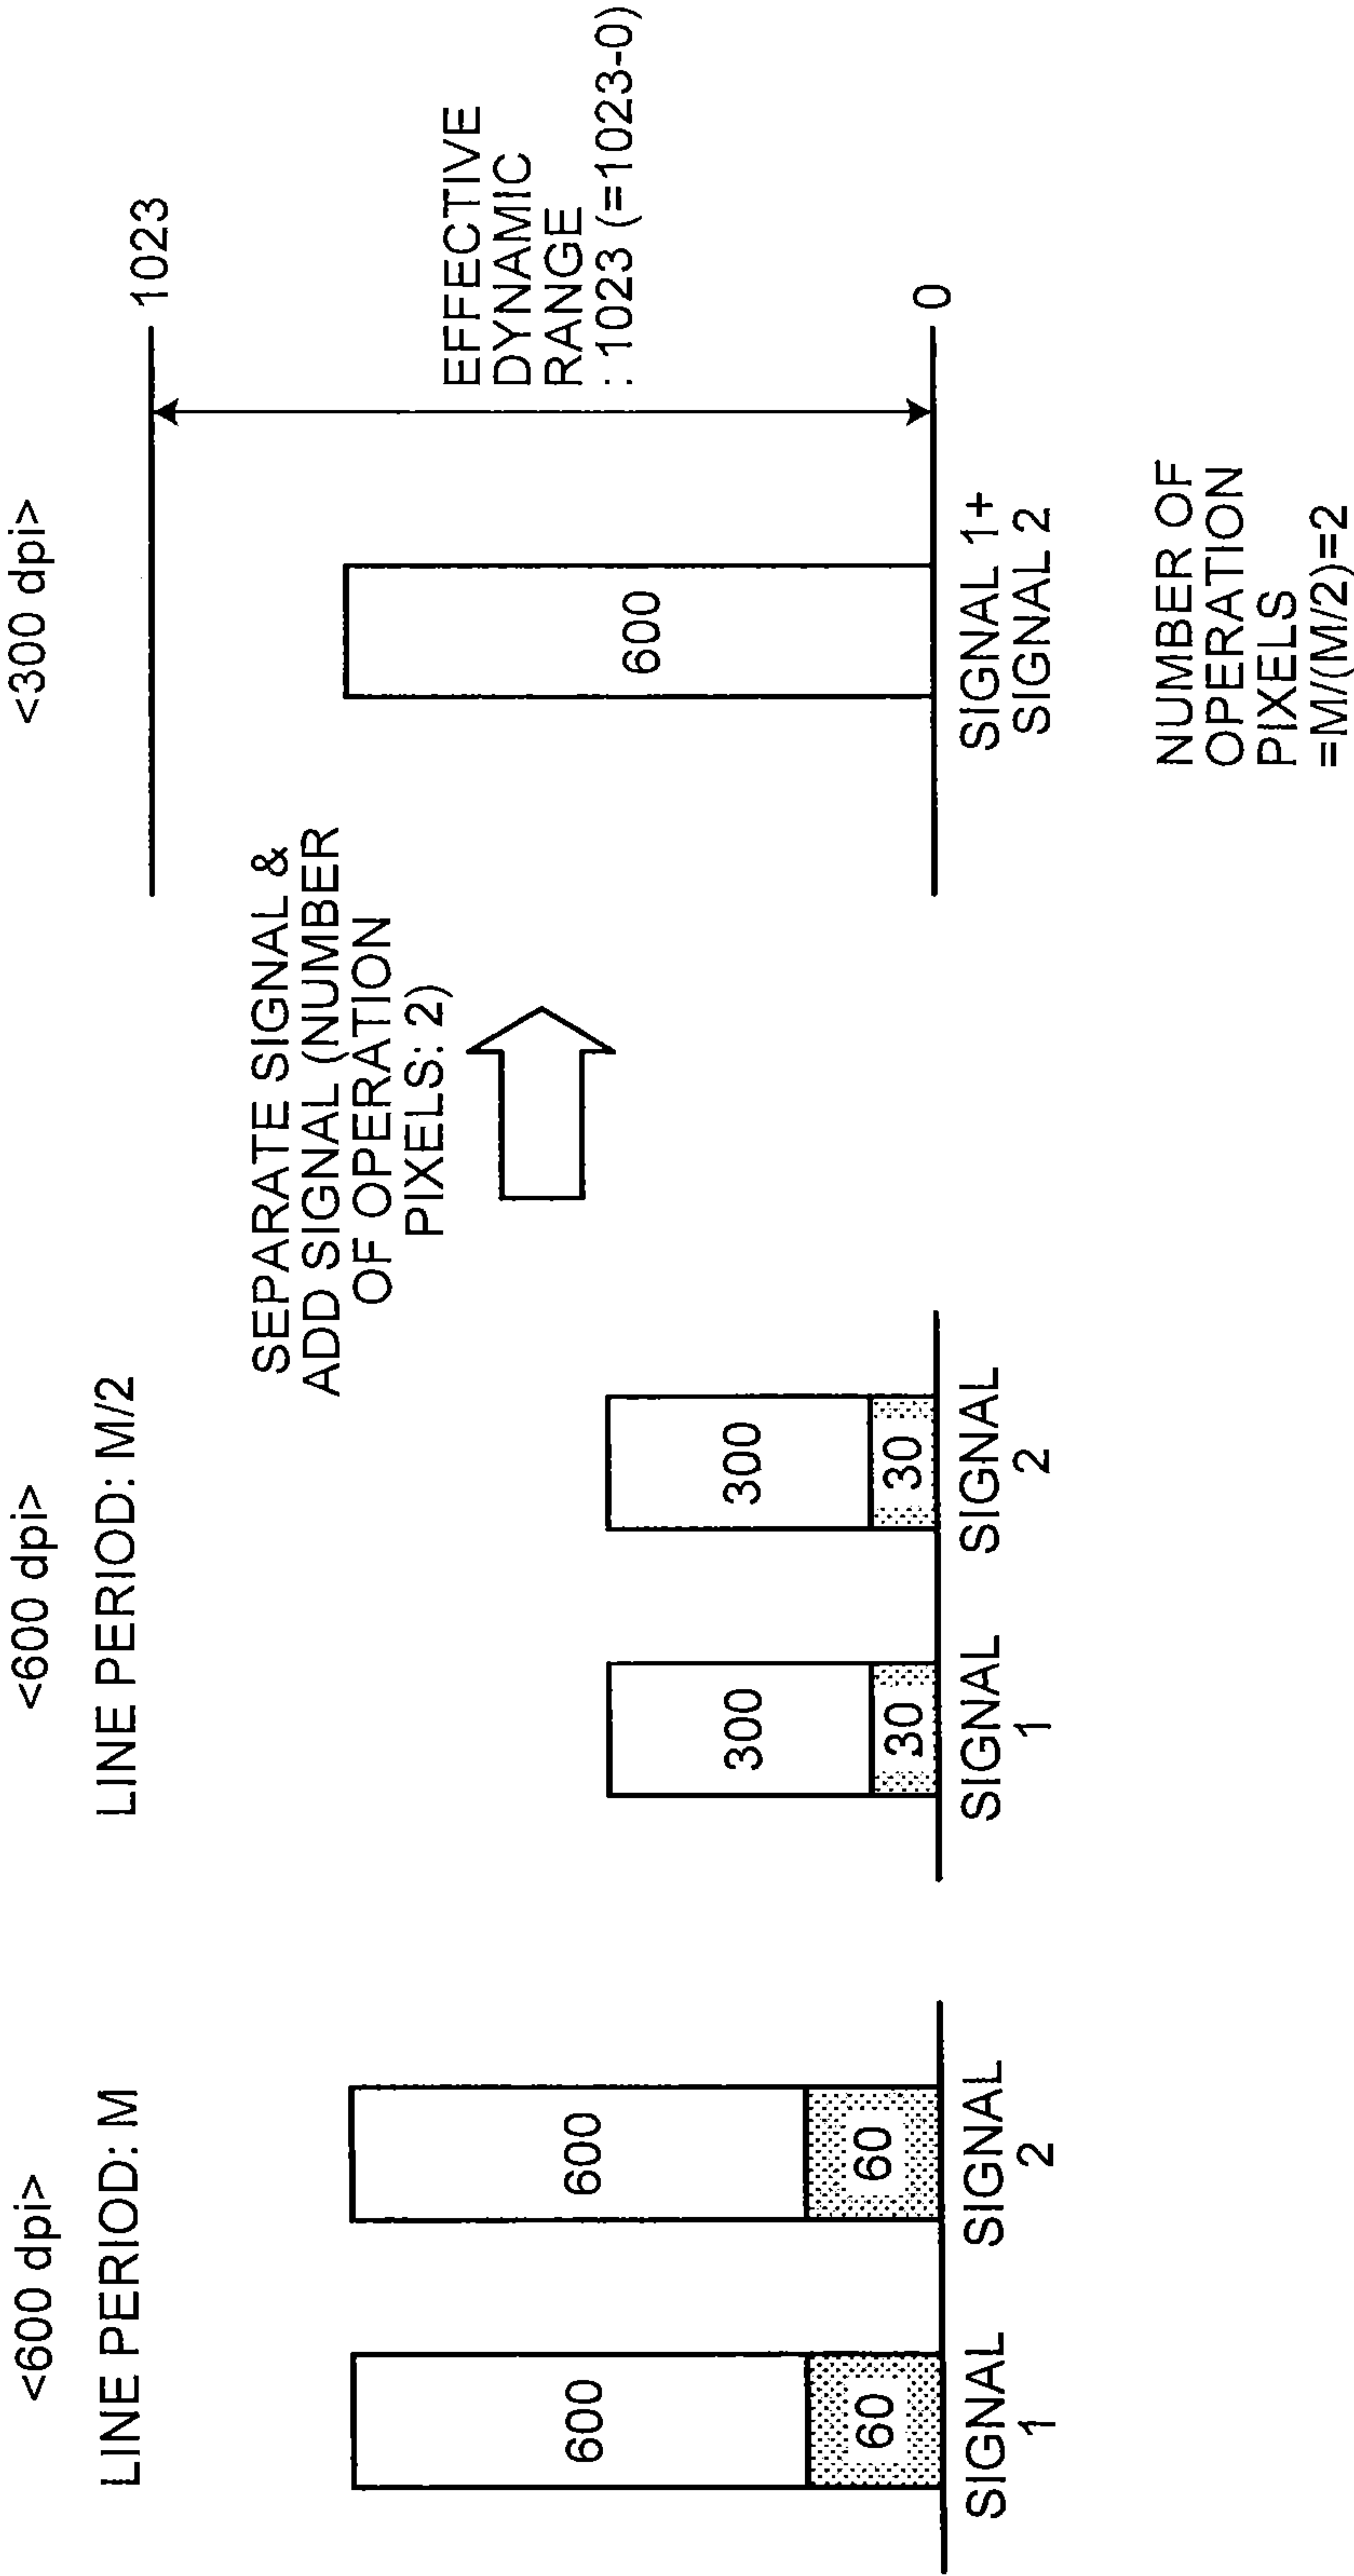 <600 dpi>
LINE PERIOD: M
600
60
SIGNAL
1
600
60
SIGNAL
2
<600 dpi>
LINE PERIOD: M/2
300
30
SIGNAL
1
300
30
SIGNAL
2
SEPARATE SIGNAL &
ADD SIGNAL (NUMBER
OF OPERATION
PIXELS: 2)
<300 dpi>
1023
600
EFFECTIVE
DYNAMIC
RANGE
: 1023 (=1023-0)
0
SIGNAL 1+
SIGNAL 2
NUMBER OF
OPERATION
PIXELS
=M/(M/2)=2